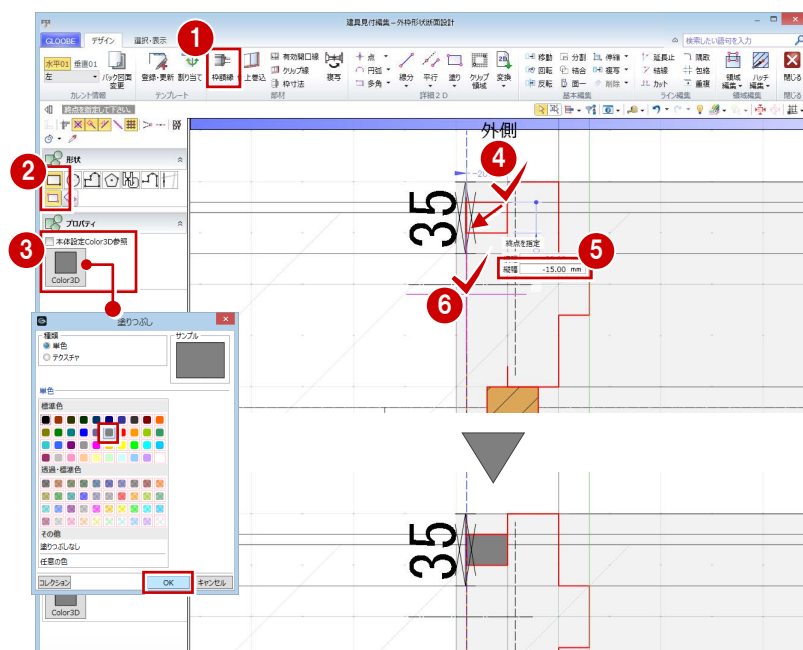 建具見付編集－外枠形状断面設計
GLOOBE デザイン 選択・表示
検索したい語句を入力
1
水平01 垂直01
左
バック図面変更
カレント情報
登録・更新 割り当て
テンプレート
枠額縁 上巻込
有効開口線
クリップ線
枠寸法
部材
複写
点
円弧
多角
線分 平行 塗り クリップ領域 変換
詳細２Ｄ
移動 分割 伸縮
回転 結合 複写
反転 面一 削除
基本編集
延長止 隅取
結線 包絡
カット 重複
ライン編集
領域編集 ハッチ編集
領域編集
閉じる
閉じる
終点を指定して下さい。
形状
2
プロパティ
3
本体設定Color3D参照
Color3D
外側
4
35
終点を指定
5
縦幅 -15.00 mm
6
塗りつぶし
種類
単色
テクスチャ
サンプル
単色
標準色
透過・標準色
その他
塗りつぶしなし
任意の色
コレクション OK キャンセル
Color3D
35